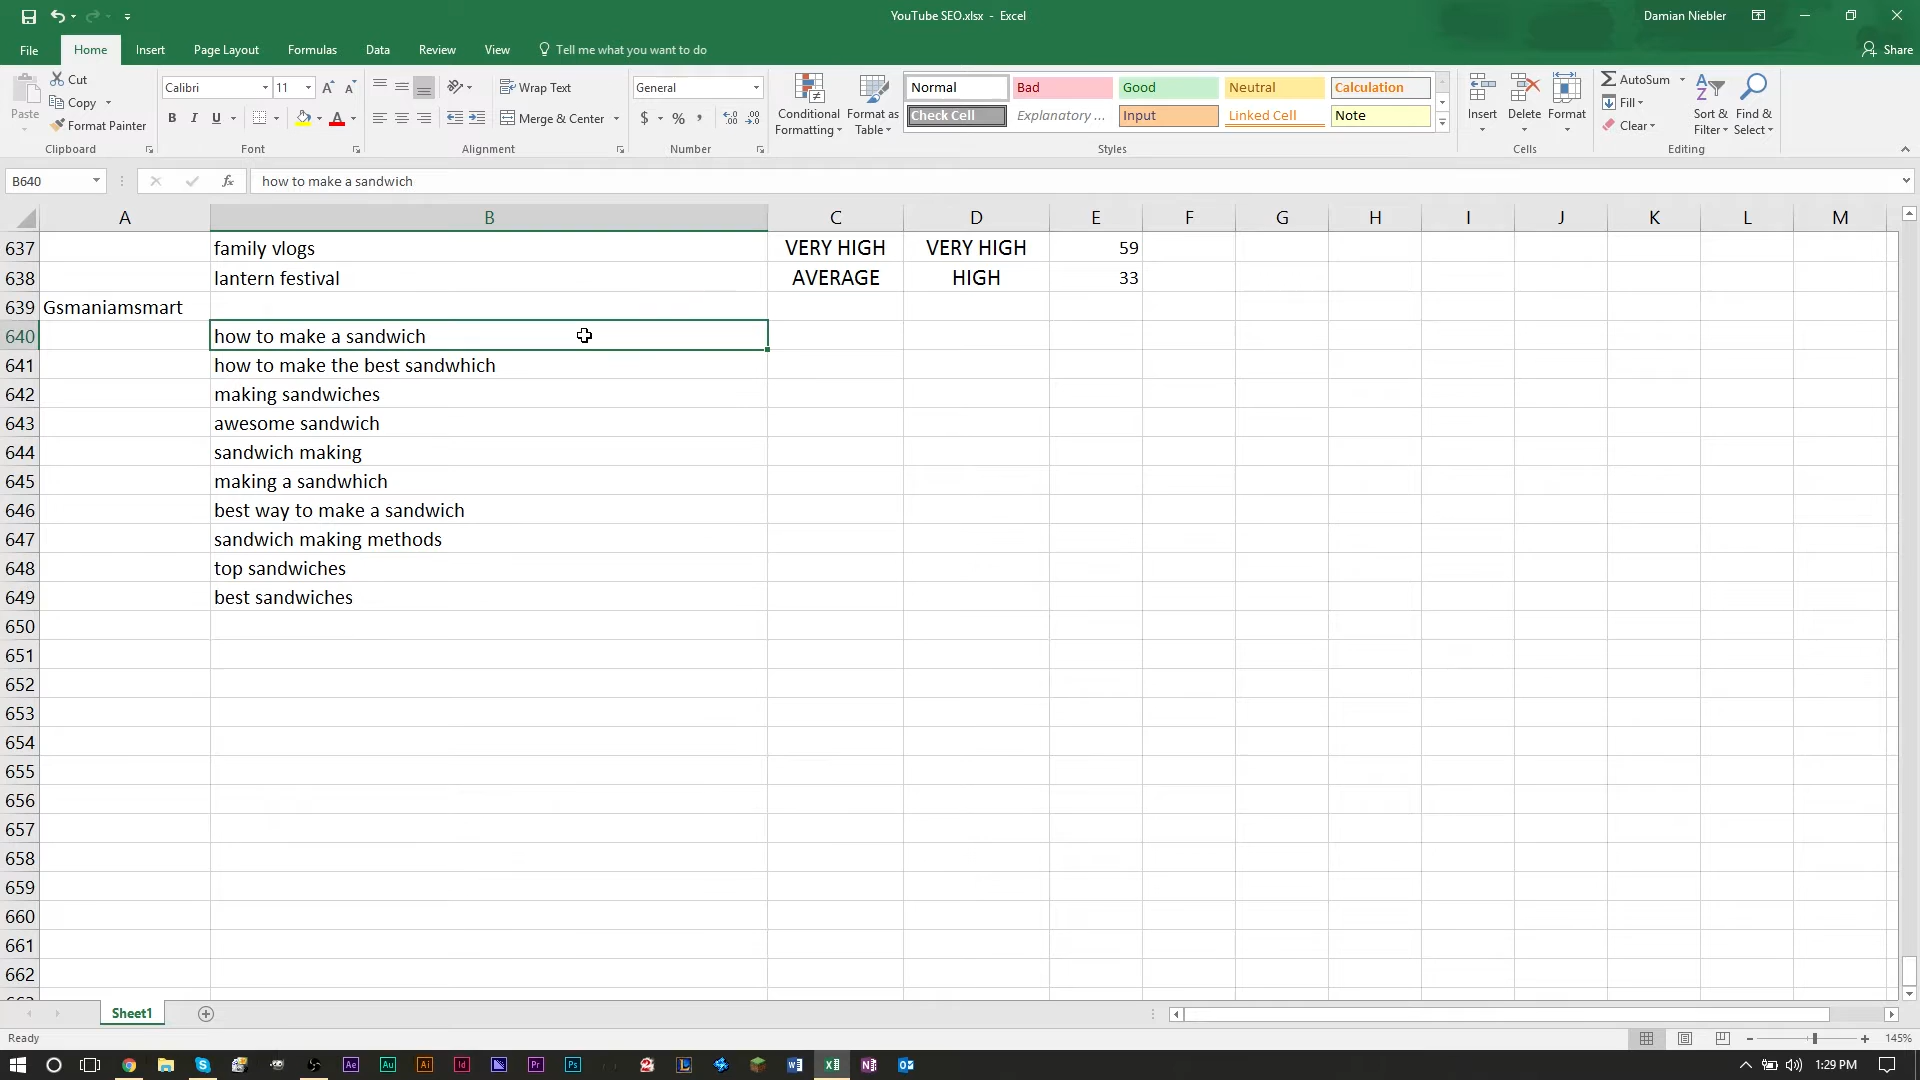 YouTube SEO.xlsx - Excel
Damian Niebler
File Home Insert Page Layout Formulas Data Review View Tell me what you want to do Share
Paste Cut Copy Format Painter Clipboard
Calibri 11 A A B I U A Font
Wrap Text Merge & Center Alignment
General $ % , Number
Conditional Formatting Format as Table
Normal Bad Good Neutral Calculation
Check Cell Explanatory ... Input Linked Cell Note
Styles
Insert Delete Format Cells
AutoSum Fill Clear Sort & Filter Find & Select Editing
B640 fx how to make a sandwich
A B C D E F G H I J K L M
637 family vlogs VERY HIGH VERY HIGH 59
638 lantern festival AVERAGE HIGH 33
639 Gsmaniamsmart
640 how to make a sandwich
641 how to make the best sandwhich
642 making sandwiches
643 awesome sandwich
644 sandwich making
645 making a sandwhich
646 best way to make a sandwich
647 sandwich making methods
648 top sandwiches
649 best sandwiches
650
651
652
653
654
655
656
657
658
659
660
661
662
Sheet1
Ready 145%
Ae Au Ai Id Pr Ps 1:29 PM